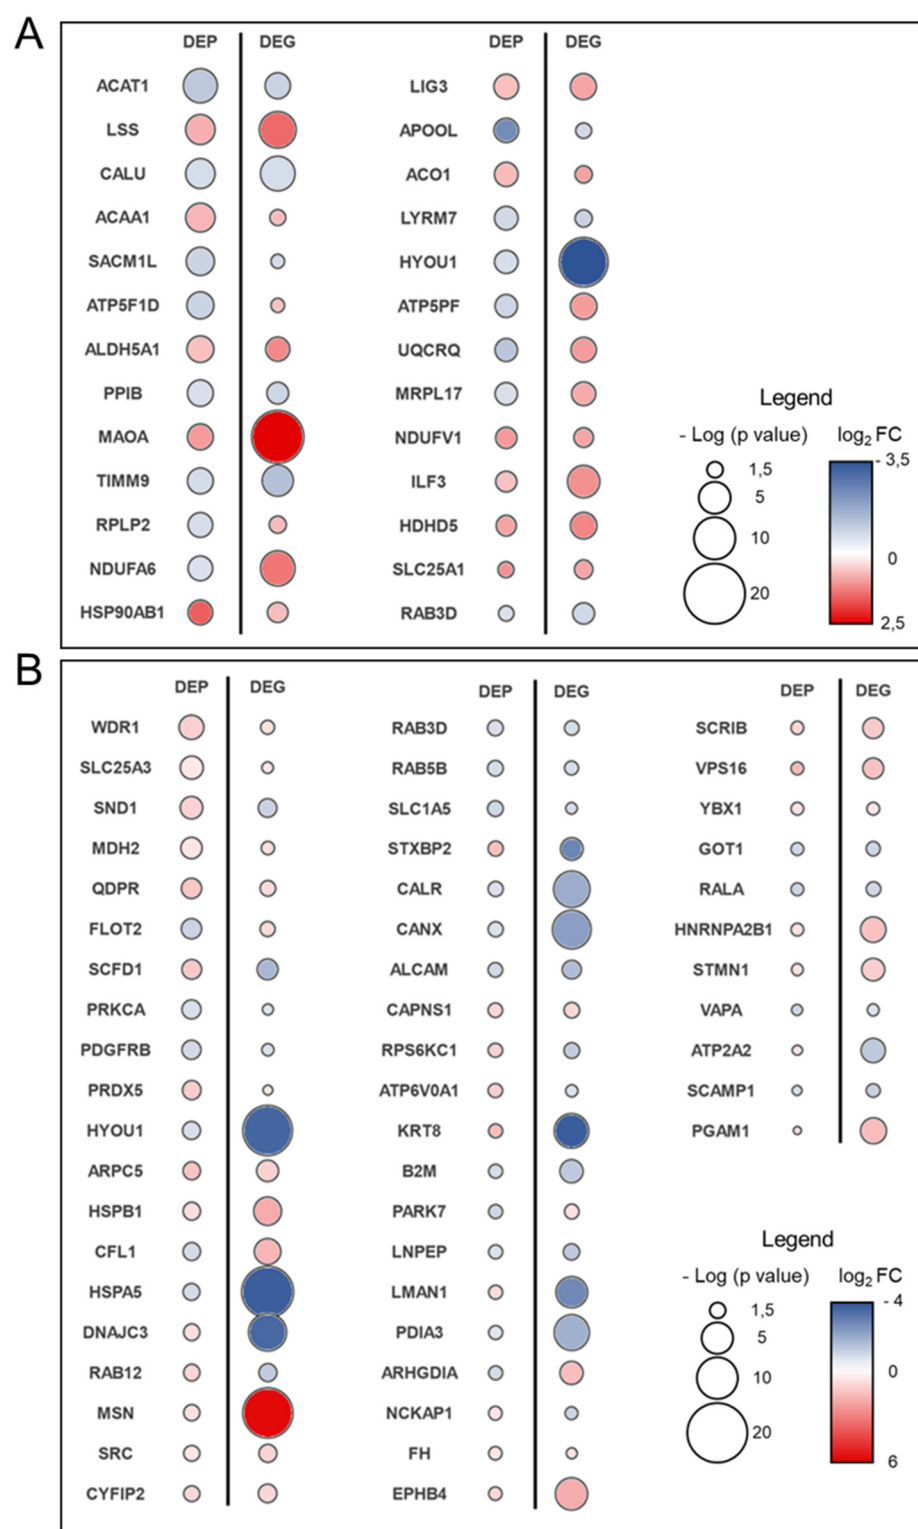 A
DEP DEG DEP DEG
ACAT1 LIG3
LSS APOOL
CALU ACO1
ACAA1 LYRM7
SACM1L HYOU1
ATP5F1D ATP5PF
ALDH5A1 UQCRQ
PPIB MRPL17
MAOA NDUFV1
TIMM9 ILF3
RPLP2 HDHD5
NDUFA6 SLC25A1
HSP90AB1 RAB3D
Legend
- Log (p value) log2 FC
1,5
5
10
20
- 3,5
0
2,5
B
DEP DEG DEP DEG DEP DEG
WDR1 RAB3D SCRIB
SLC25A3 RAB5B VPS16
SND1 SLC1A5 YBX1
MDH2 STXBP2 GOT1
QDPR CALR RALA
FLOT2 CANX HNRNPA2B1
SCFD1 ALCAM STMN1
PRKCA CAPNS1 VAPA
PDGFRB RPS6KC1 ATP2A2
PRDX5 ATP6V0A1 SCAMP1
HYOU1 KRT8 PGAM1
ARPC5 B2M
HSPB1 PARK7
CFL1 LNPEP
HSPA5 LMAN1
DNAJC3 PDIA3
RAB12 ARHGDIA
MSN NCKAP1
SRC FH
CYFIP2 EPHB4
Legend
- Log (p value) log2 FC
1,5
5
10
20
- 4
0
6